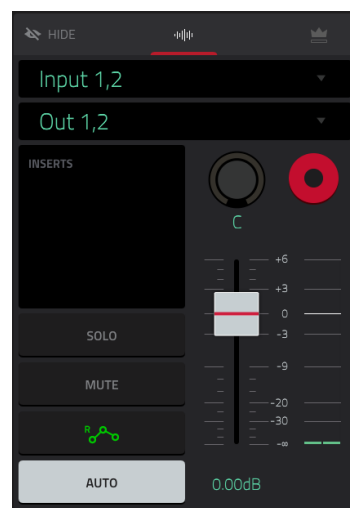 HIDE
Input 1,2
Out 1,2
INSERTS
C
+6
+3
0
-3
-9
-20
-30
-∞
SOLO
MUTE
R
AUTO
0.00dB